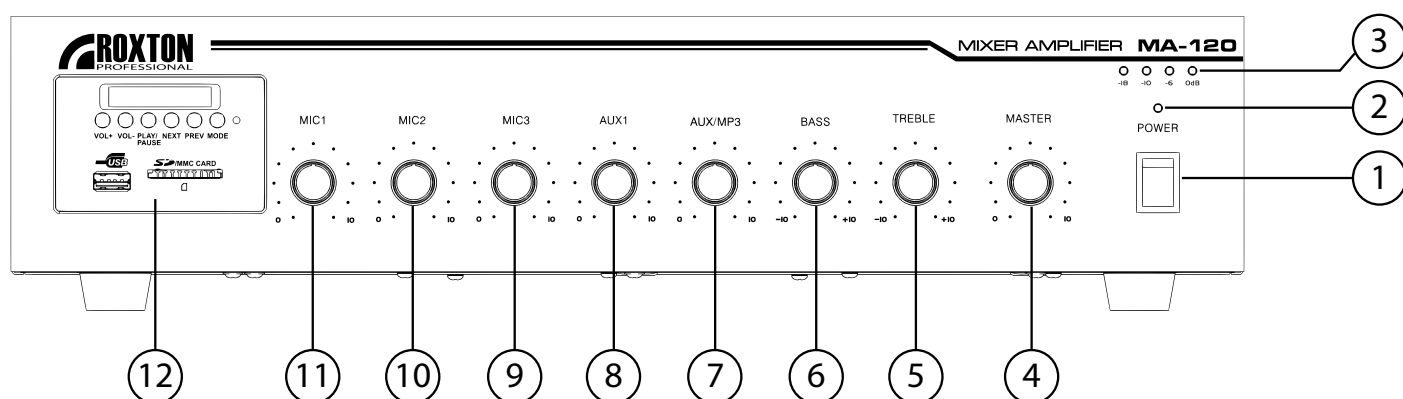 ROXTON
PROFESSIONAL
MIXER AMPLIFIER MA-120
-18 -10 -6 0dB
3
2
POWER
1
VOL+ VOL- PLAY/PAUSE NEXT PREV MODE
USB
SD/MMC CARD
MIC1 MIC2 MIC3 AUX1 AUX/MP3 BASS TREBLE MASTER
0 10 0 10 0 10 0 10 0 10 -10 +10 -10 +10 0 10
12 11 10 9 8 7 6 5 4